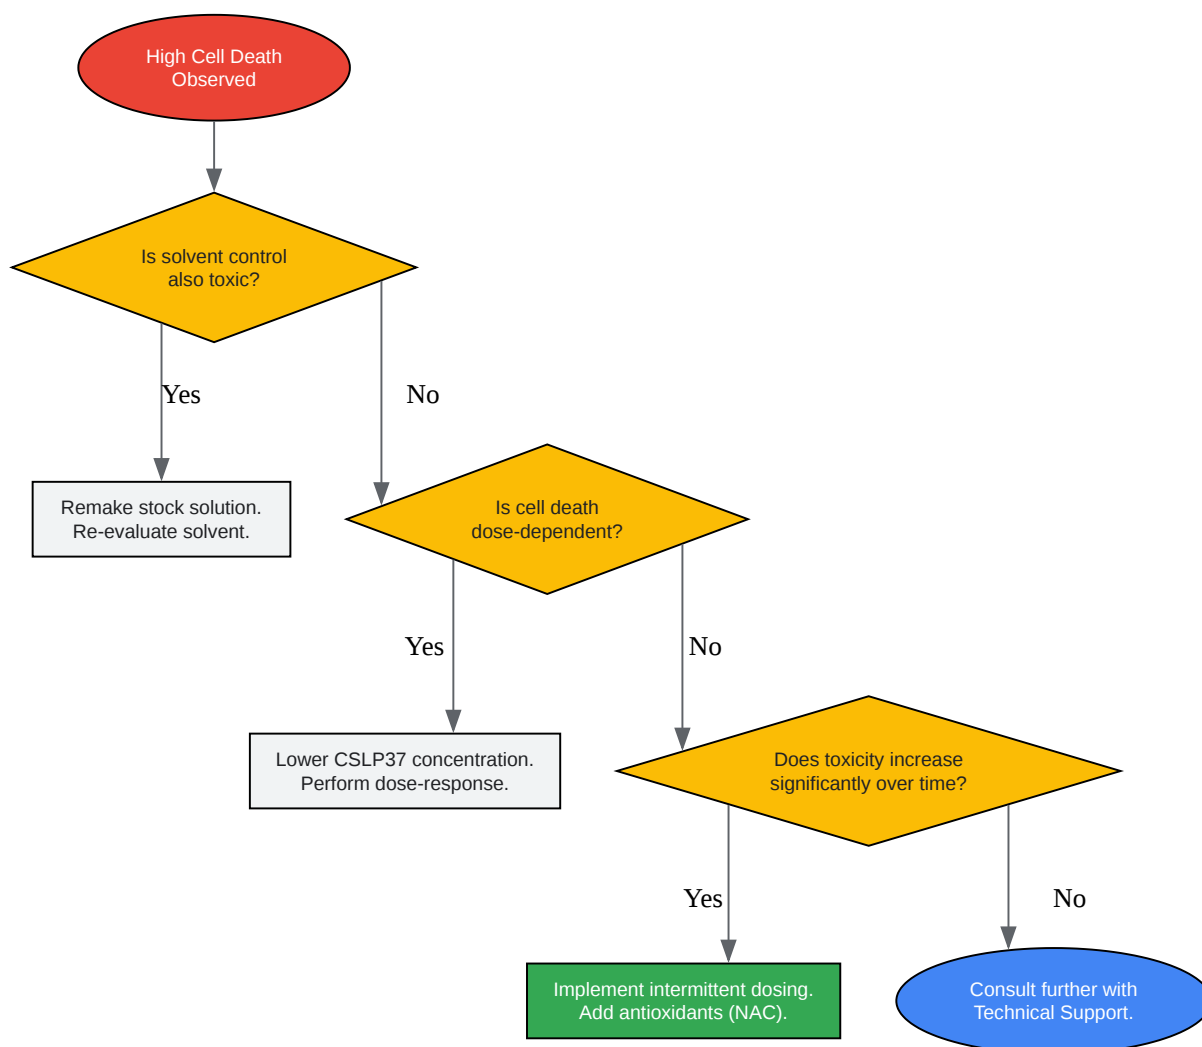 High Cell Death
Observed
Is solvent control
also toxic?
Yes
No
Remake stock solution.
Re-evaluate solvent.
Is cell death
dose-dependent?
Yes
No
Lower CSLP37 concentration.
Perform dose-response.
Does toxicity increase
significantly over time?
Yes
No
Implement intermittent dosing.
Add antioxidants (NAC).
Consult further with
Technical Support.